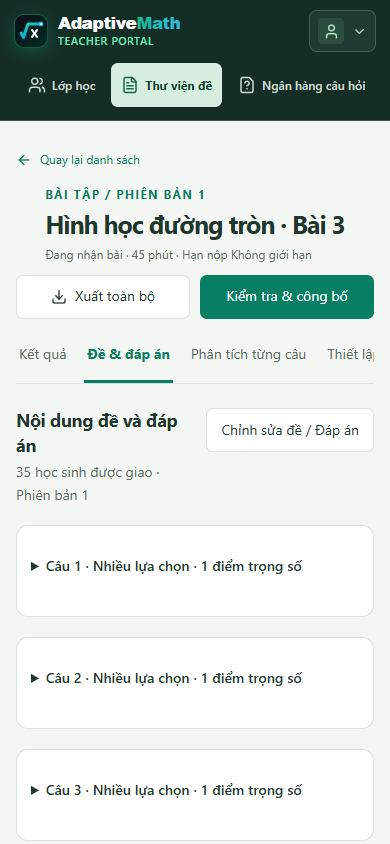 AdaptiveMath
TEACHER PORTAL
Lớp học
Thư viện đề
Ngân hàng câu hỏi
Quay lại danh sách
BÀI TẬP / PHIÊN BẢN 1
Hình học đường tròn · Bài 3
Đang nhận bài · 45 phút · Hạn nộp Không giới hạn
Xuất toàn bộ
Kiểm tra & công bố
Kết quả
Đề & đáp án
Phân tích từng câu
Thiết lậ
Nội dung đề và đáp
án
Chỉnh sửa đề / Đáp án
35 học sinh được giao ·
Phiên bản 1
Câu 1 · Nhiều lựa chọn · 1 điểm trọng số
Câu 2 · Nhiều lựa chọn · 1 điểm trọng số
Câu 3 · Nhiều lựa chọn · 1 điểm trọng số